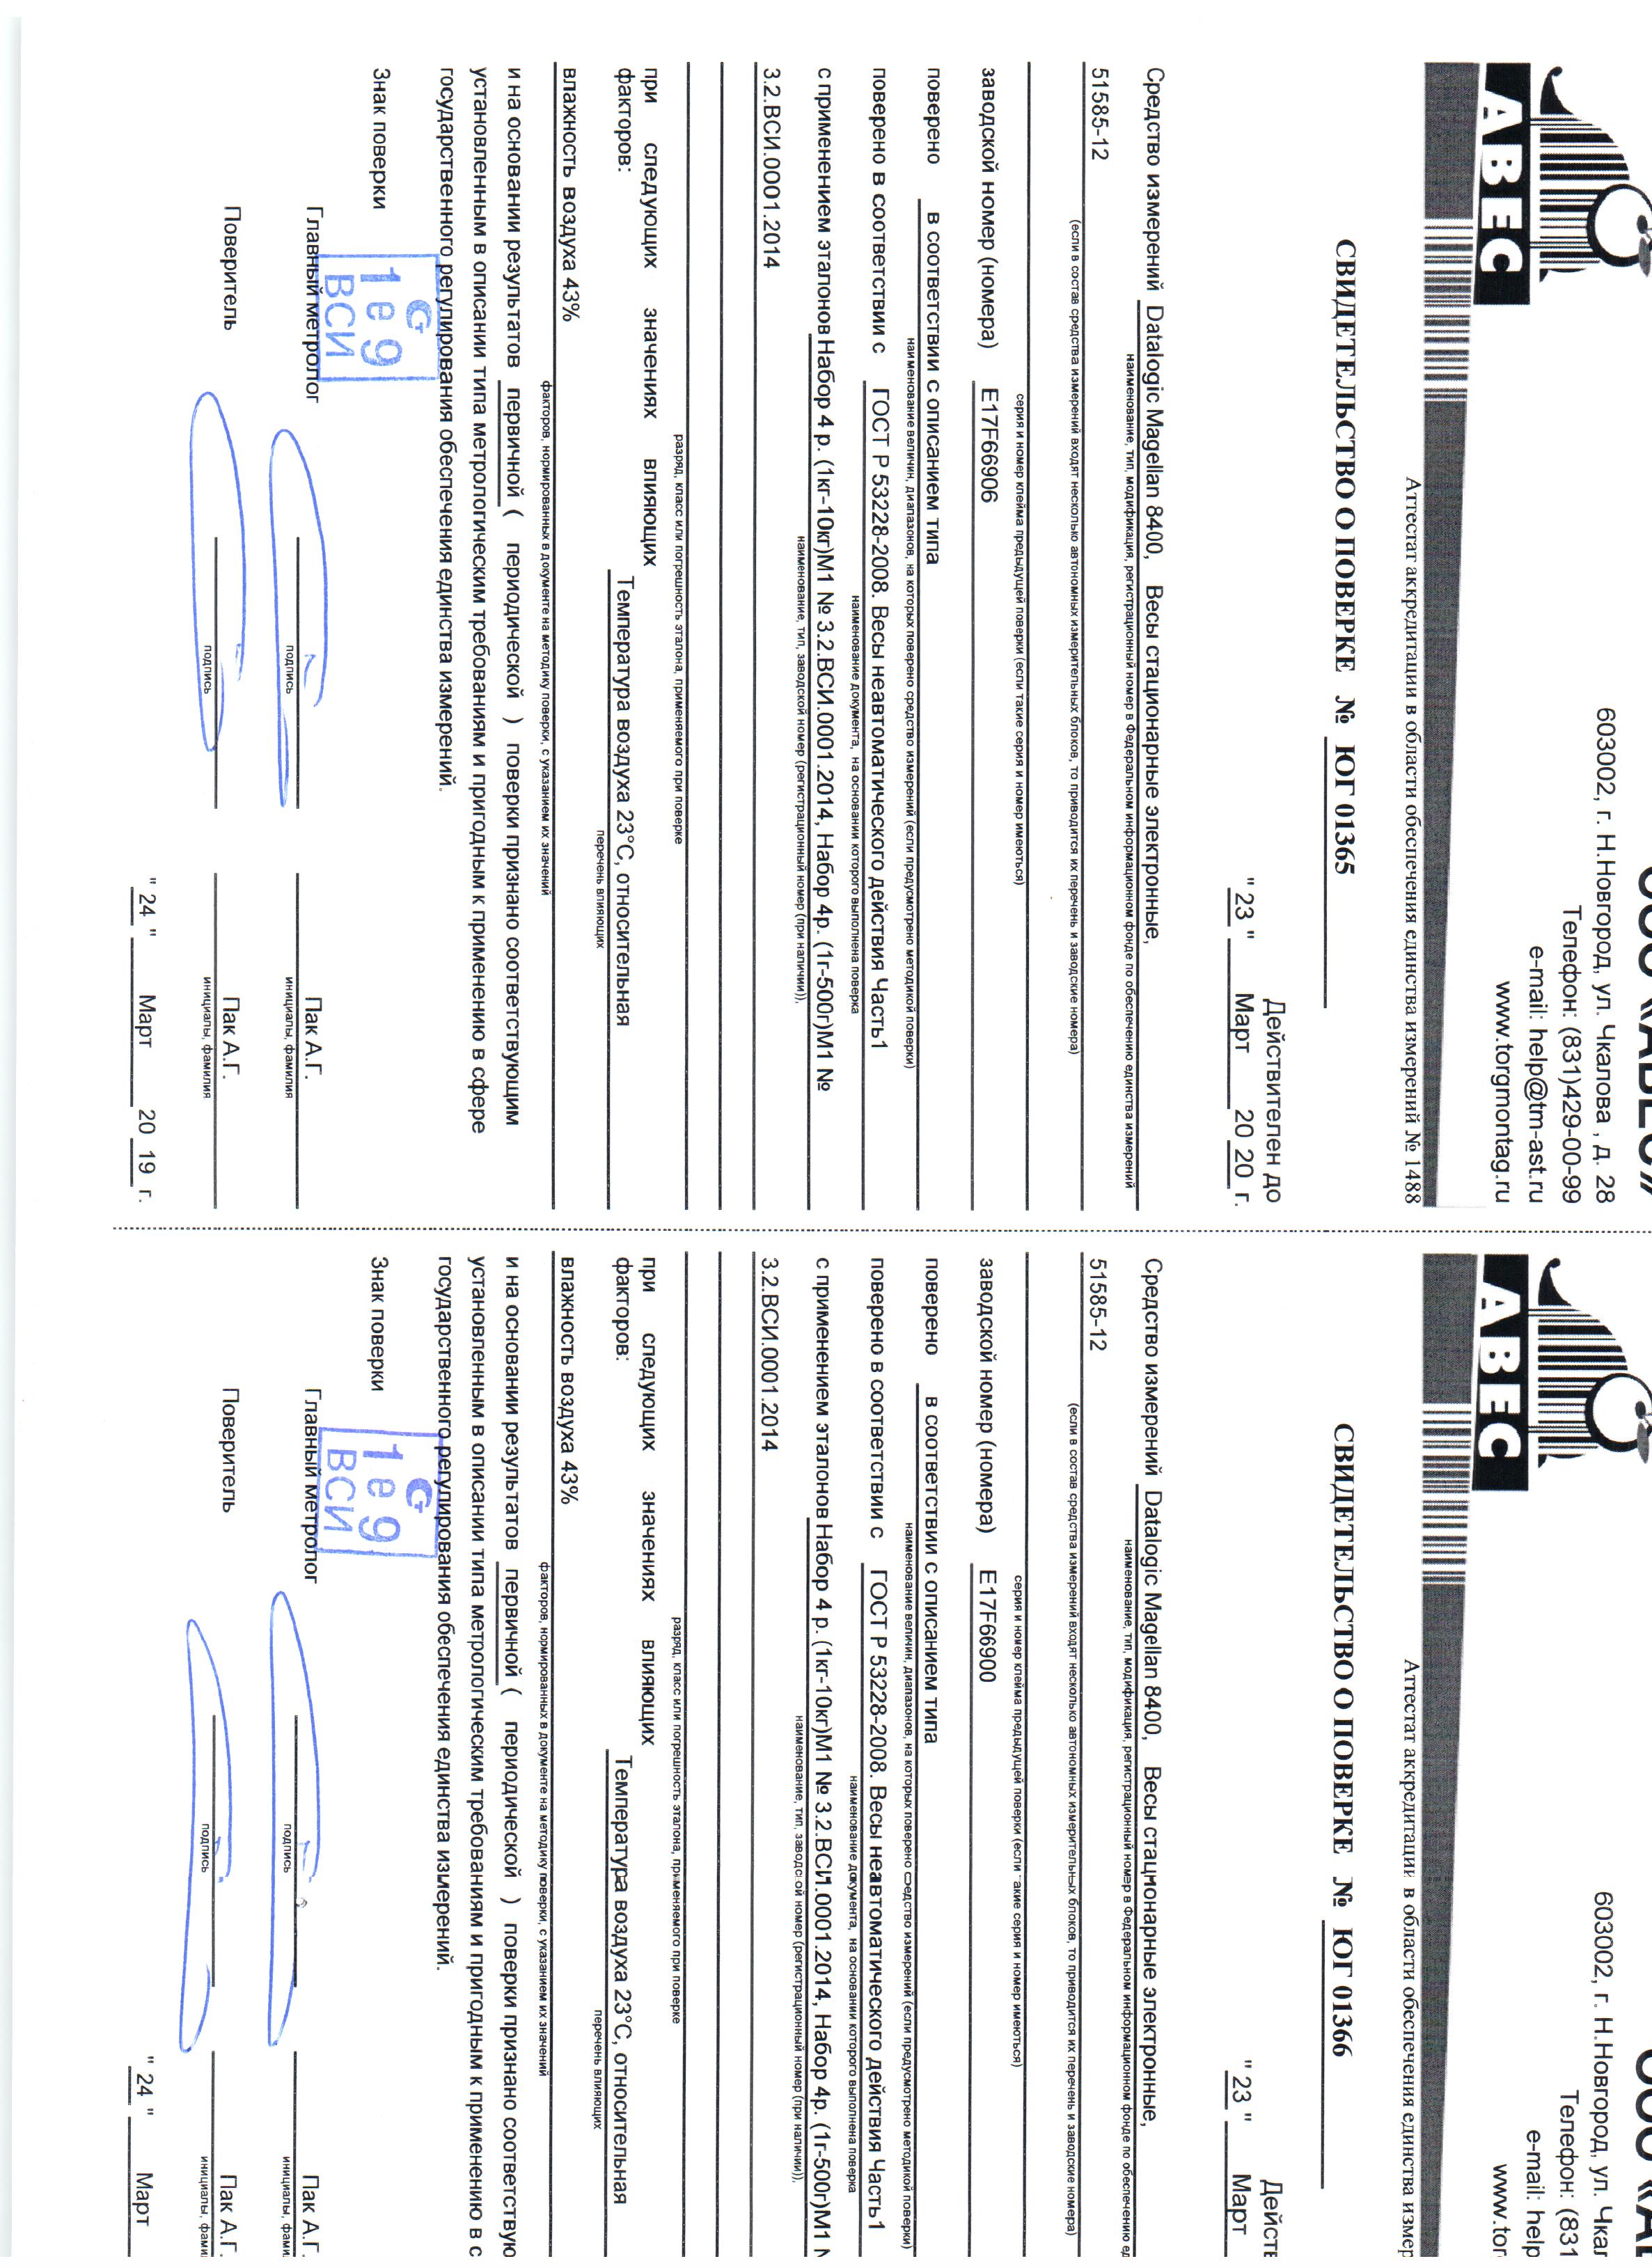 АВЕС
ООО «АВЕС»
603002, г. Н.Новгород, ул. Чкалова , д. 28
Телефон: (831)429-00-99
e-mail: help@tm-ast.ru
www.torgmontag.ru
Аттестат аккредитации в области обеспечения единства измерений № 1488
СВИДЕТЕЛЬСТВО О ПОВЕРКЕ № ЮГ 01365
Действителен до
" 23 " Март 20 20 г.
Средство измерений Datalogic Magellan 8400, Весы стационарные электронные,
наименование, тип, модификация, регистрационный номер в Федеральном информационном фонде по обеспечению единства измерений
51585-12
(если в состав средства измерений входят несколько автономных измерительных блоков, то приводится их перечень и заводские номера)
серия и номер клейма предыдущей поверки (если такие серия и номер имеются)
заводской номер (номера) E17F66906
поверено в соответствии с описанием типа
наименование величин, диапазонов, на которых поверено средство измерений (если предусмотрено методикой поверки)
поверено в соответствии с ГОСТ Р 53228-2008. Весы неавтоматического действия Часть1
наименование документа, на основании которого выполнена поверка
с применением эталонов Набор 4 р. (1кг-10кг)М1 № 3.2.ВСИ.0001.2014, Набор 4р. (1г-500г)М1 №
наименование, тип, заводской номер (регистрационный номер (при наличии)),
3.2.ВСИ.0001.2014
разряд, класс или погрешность эталона, применяемого при поверке
при следующих значениях влияющих
факторов: Температура воздуха 23°С, относительная
перечень влияющих
влажность воздуха 43%
факторов, нормированных в документе на методику поверки, с указанием их значений
и на основании результатов первичной ( периодической ) поверки признано соответствующим
установленным в описании типа метрологическим требованиям и пригодным к применению в сфере
государственного регулирования обеспечения единства измерений.
Знак поверки
1 е 9
ВСИ
Главный метролог Пак А.Г.
подпись инициалы, фамилия
Поверитель Пак А.Г.
подпись инициалы, фамилия
" 24 " Март 20 19 г.
АВЕС
ООО «АВ
603002, г. Н.Новгород, ул. Чкал
Телефон: (831
e-mail: help
www.tor
Аттестат аккредитации в области обеспечения единства измер
СВИДЕТЕЛЬСТВО О ПОВЕРКЕ № ЮГ 01366
Действ
" 23 " Март
Средство измерений Datalogic Magellan 8400, Весы стационарные электронные,
наименование, тип, модификация, регистрационный номер в Федеральном информационном фонде по обеспечению ед
51585-12
(если в состав средства измерений входят несколько автономных измерительных блоков, то приводится их перечень и заводские номера)
серия и номер клейма предыдущей поверки (если такие серия и номер имеются)
заводской номер (номера) E17F66900
поверено в соответствии с описанием типа
наименование величин, диапазонов, на которых поверено средство измерений (если предусмотрено методикой поверки)
поверено в соответствии с ГОСТ Р 53228-2008. Весы неавтоматического действия Часть1
наименование документа, на основании которого выполнена поверка
с применением эталонов Набор 4 р. (1кг-10кг)М1 № 3.2.ВСИ.0001.2014, Набор 4р. (1г-500г)М1
наименование, тип, заводской номер (регистрационный номер (при наличии)),
3.2.ВСИ.0001.2014
разряд, класс или погрешность эталона, применяемого при поверке
при следующих значениях влияющих
факторов: Температура воздуха 23°С, относительная
перечень влияющих
влажность воздуха 43%
факторов, нормированных в документе на методику поверки, с указанием их значений
и на основании результатов первичной ( периодической ) поверки признано соответствую
установленным в описании типа метрологическим требованиям и пригодным к применению в с
государственного регулирования обеспечения единства измерений.
Знак поверки
1 е 9
ВСИ
Главный метролог Пак А.Г.
подпись инициалы, фами
Поверитель Пак А.Г.
подпись инициалы, фами
" 24 " Март